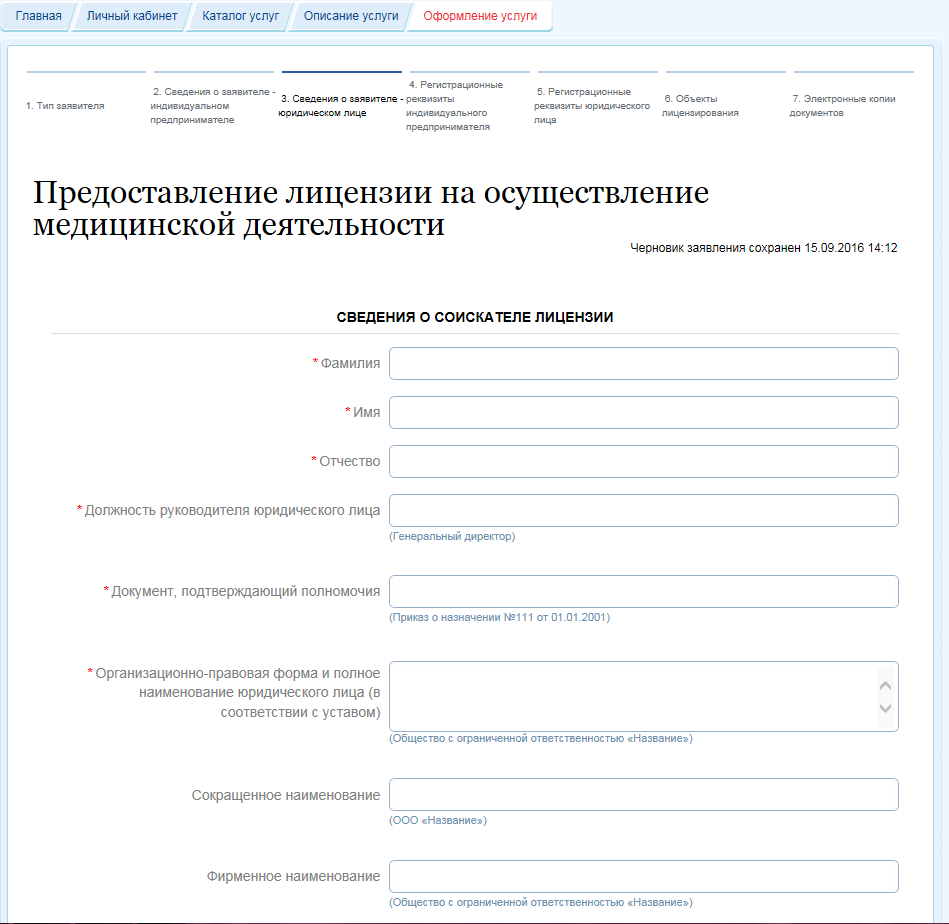 Главная Личный кабинет Каталог услуг Описание услуги Оформление услуги
1. Тип заявителя
2. Сведения о заявителе -
индивидуальном
предпринимателе
3. Сведения о заявителе -
юридическом лице
4. Регистрационные
реквизиты
индивидуального
предпринимателя
5. Регистрационные
реквизиты юридического
лица
6. Объекты
лицензирования
7. Электронные копии
документов
Предоставление лицензии на осуществление
медицинской деятельности
Черновик заявления сохранен 15.09.2016 14:12
СВЕДЕНИЯ О СОИСКАТЕЛЕ ЛИЦЕНЗИИ
* Фамилия
* Имя
* Отчество
* Должность руководителя юридического лица
(Генеральный директор)
* Документ, подтверждающий полномочия
(Приказ о назначении №111 от 01.01.2001)
* Организационно-правовая форма и полное
наименование юридического лица (в
соответствии с уставом)
(Общество с ограниченной ответственностью «Название»)
Сокращенное наименование
(ООО «Название»)
Фирменное наименование
(Общество с ограниченной ответственностью «Название»)